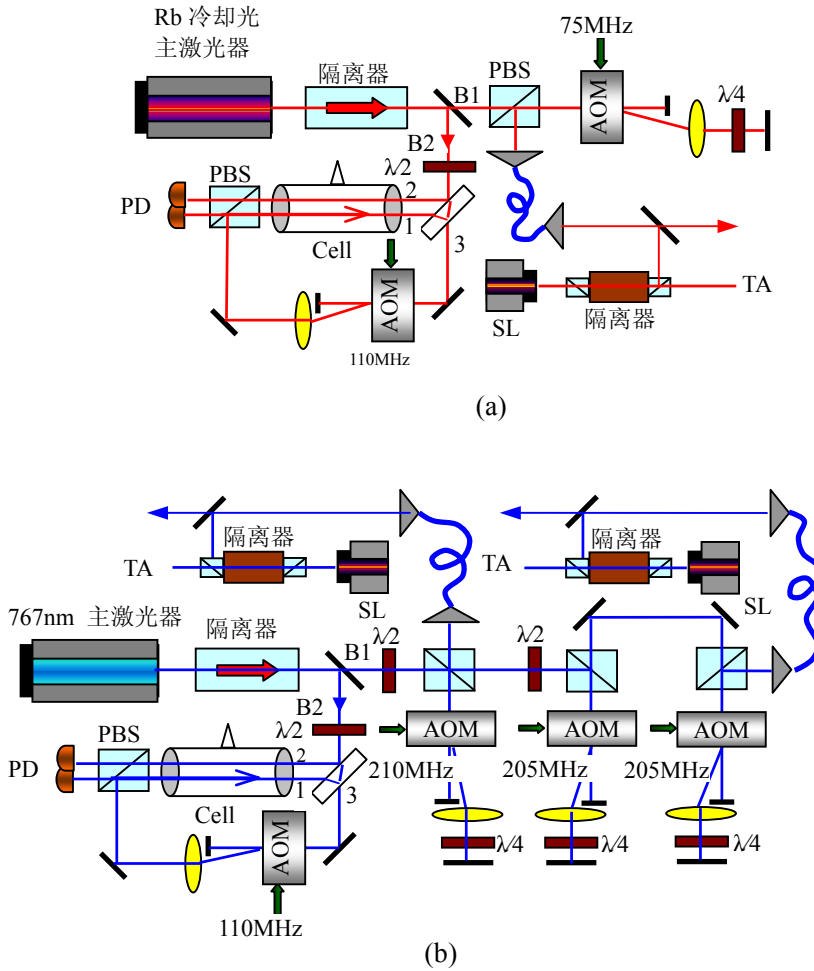 Rb 冷却光
主激光器
隔离器
B1
PBS
75MHz
AOM
λ/4
B2
λ/2
PBS
PD
2
1
3
Cell
AOM
110MHz
SL
隔离器
TA
(a)
隔离器
TA
SL
隔离器
TA
SL
767nm 主激光器
隔离器
B1
λ/2
λ/2
B2
λ/2
AOM
AOM
AOM
210MHz
205MHz
205MHz
PBS
PD
2
1
3
Cell
AOM
λ/4
λ/4
λ/4
110MHz
(b)